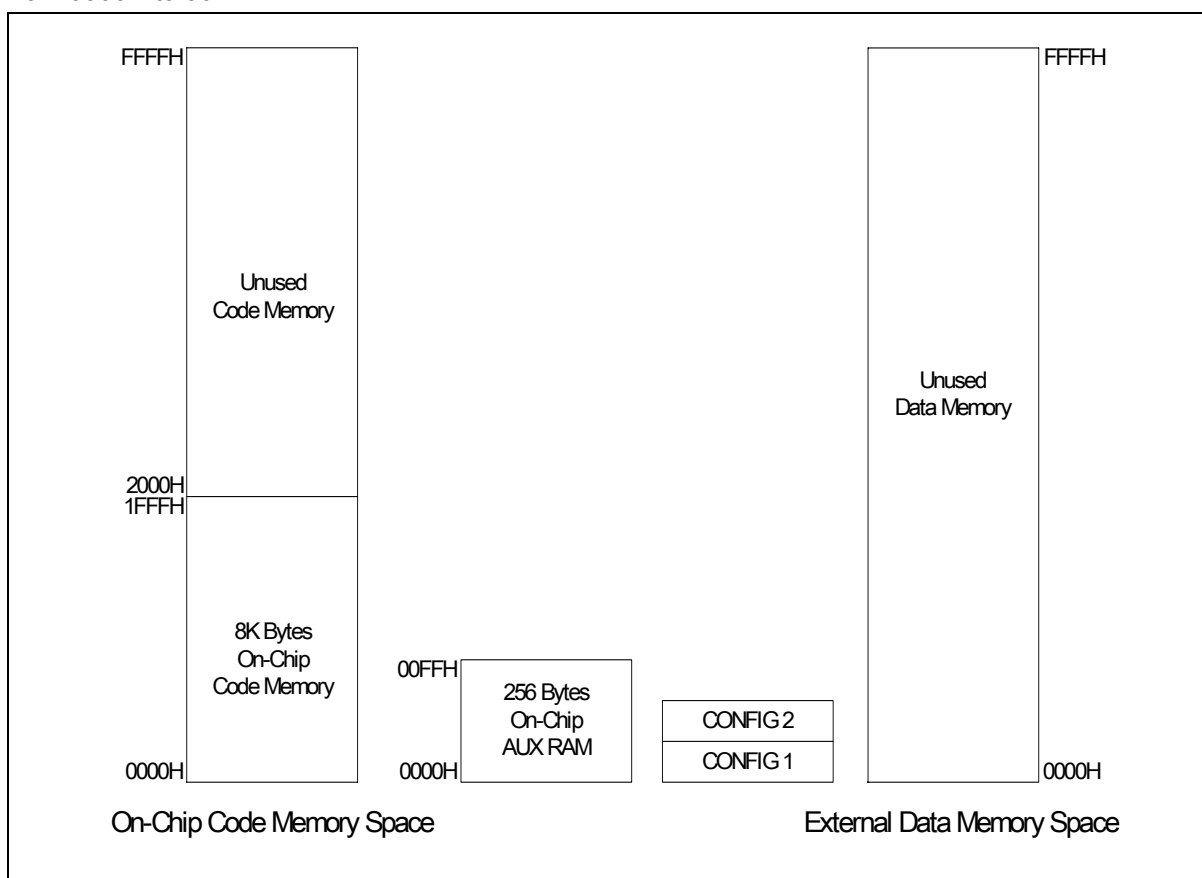 FFFFH
Unused
Code Memory
2000H
1FFFH
8K Bytes
On-Chip
Code Memory
0000H
On-Chip Code Memory Space
00FFH
256 Bytes
On-Chip
AUX RAM
0000H
CONFIG 2
CONFIG 1
FFFFH
Unused
Data Memory
0000H
External Data Memory Space